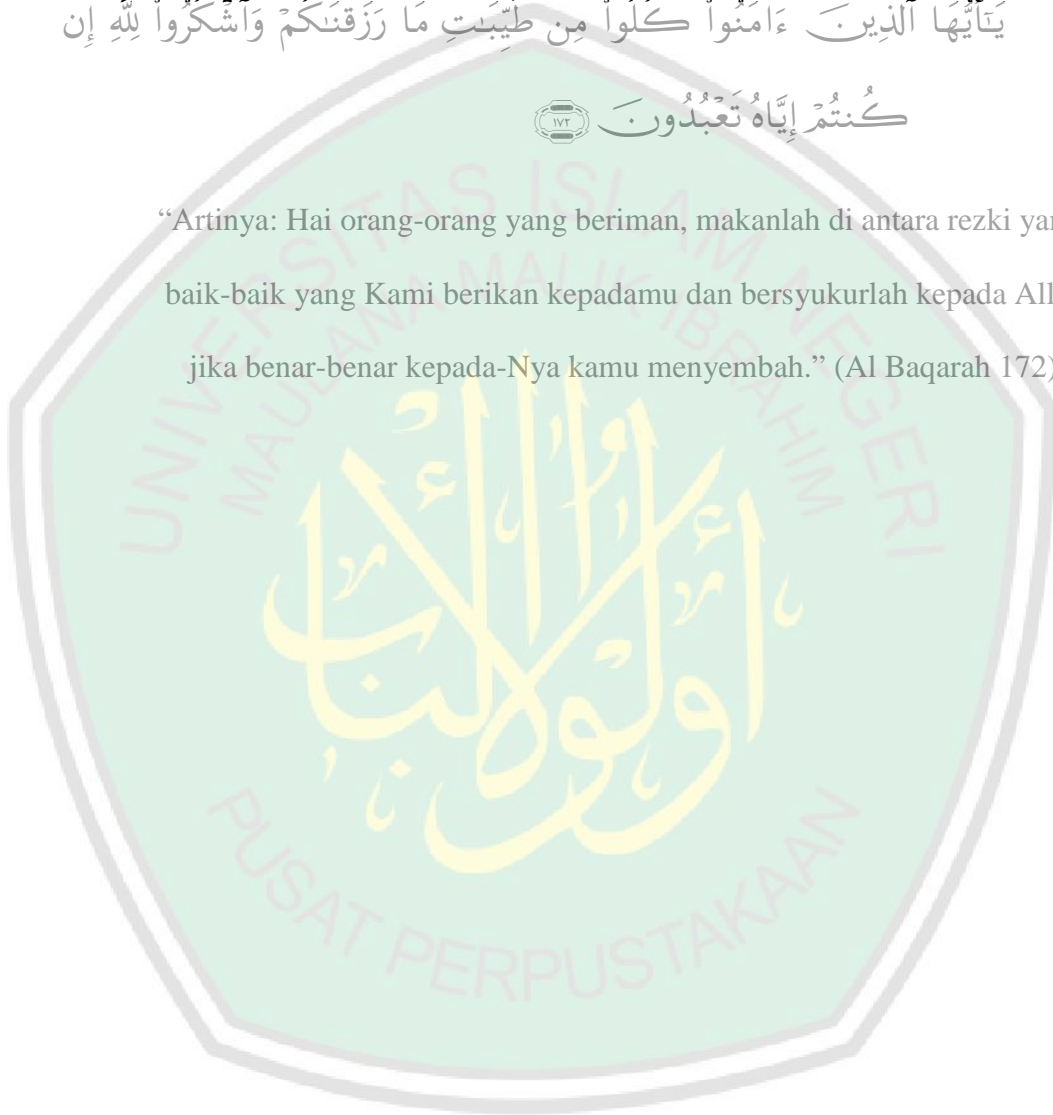 يَـٰٓأَيُّهَا ٱلَّذِينَ ءَامَنُوا۟ كُلُوا۟ مِن طَيِّبَـٰتِ مَا رَزَقْنَـٰكُمْ وَٱشْكُرُوا۟ لِلَّهِ إِن
كُنتُمْ إِيَّاهُ تَعْبُدُونَ ١٧٢
“Artinya: Hai orang-orang yang beriman, makanlah di antara rezki yan
baik-baik yang Kami berikan kepadamu dan bersyukurlah kepada All
jika benar-benar kepada-Nya kamu menyembah.” (Al Baqarah 172)
UNIVERSITAS ISLAM NEGERI
MAULANA MALIK IBRAHIM
أولوا الألباب
PUSAT PERPUSTAKAAN